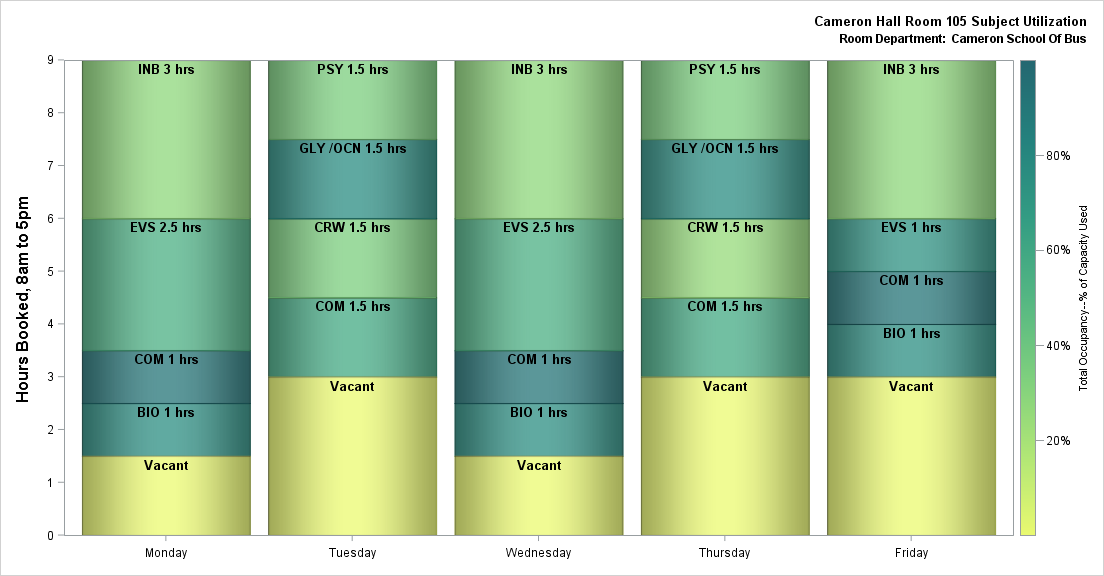 Cameron Hall Room 105 Subject Utilization
Room Department: Cameron School Of Bus
Hours Booked, 8am to 5pm
9
8
7
6
5
4
3
2
1
0
INB 3 hrs
EVS 2.5 hrs
COM 1 hrs
BIO 1 hrs
Vacant
Monday
PSY 1.5 hrs
GLY /OCN 1.5 hrs
CRW 1.5 hrs
COM 1.5 hrs
Vacant
Tuesday
INB 3 hrs
EVS 2.5 hrs
COM 1 hrs
BIO 1 hrs
Vacant
Wednesday
PSY 1.5 hrs
GLY /OCN 1.5 hrs
CRW 1.5 hrs
COM 1.5 hrs
Vacant
Thursday
INB 3 hrs
EVS 1 hrs
COM 1 hrs
BIO 1 hrs
Vacant
Friday
80%
60%
40%
20%
Total Occupancy--% of Capacity Used